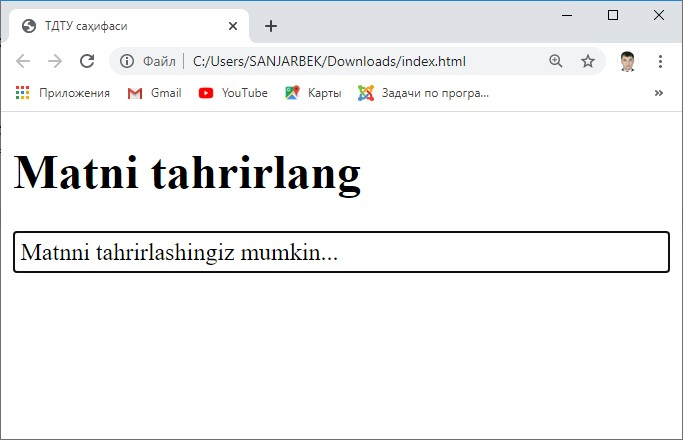 ТДТУ саҳифаси
Файл C:/Users/SANJARBEK/Downloads/index.html
Приложения Gmail YouTube Карты Задачи по програ...
Matni tahrirlang
Matnni tahrirlashingiz mumkin...